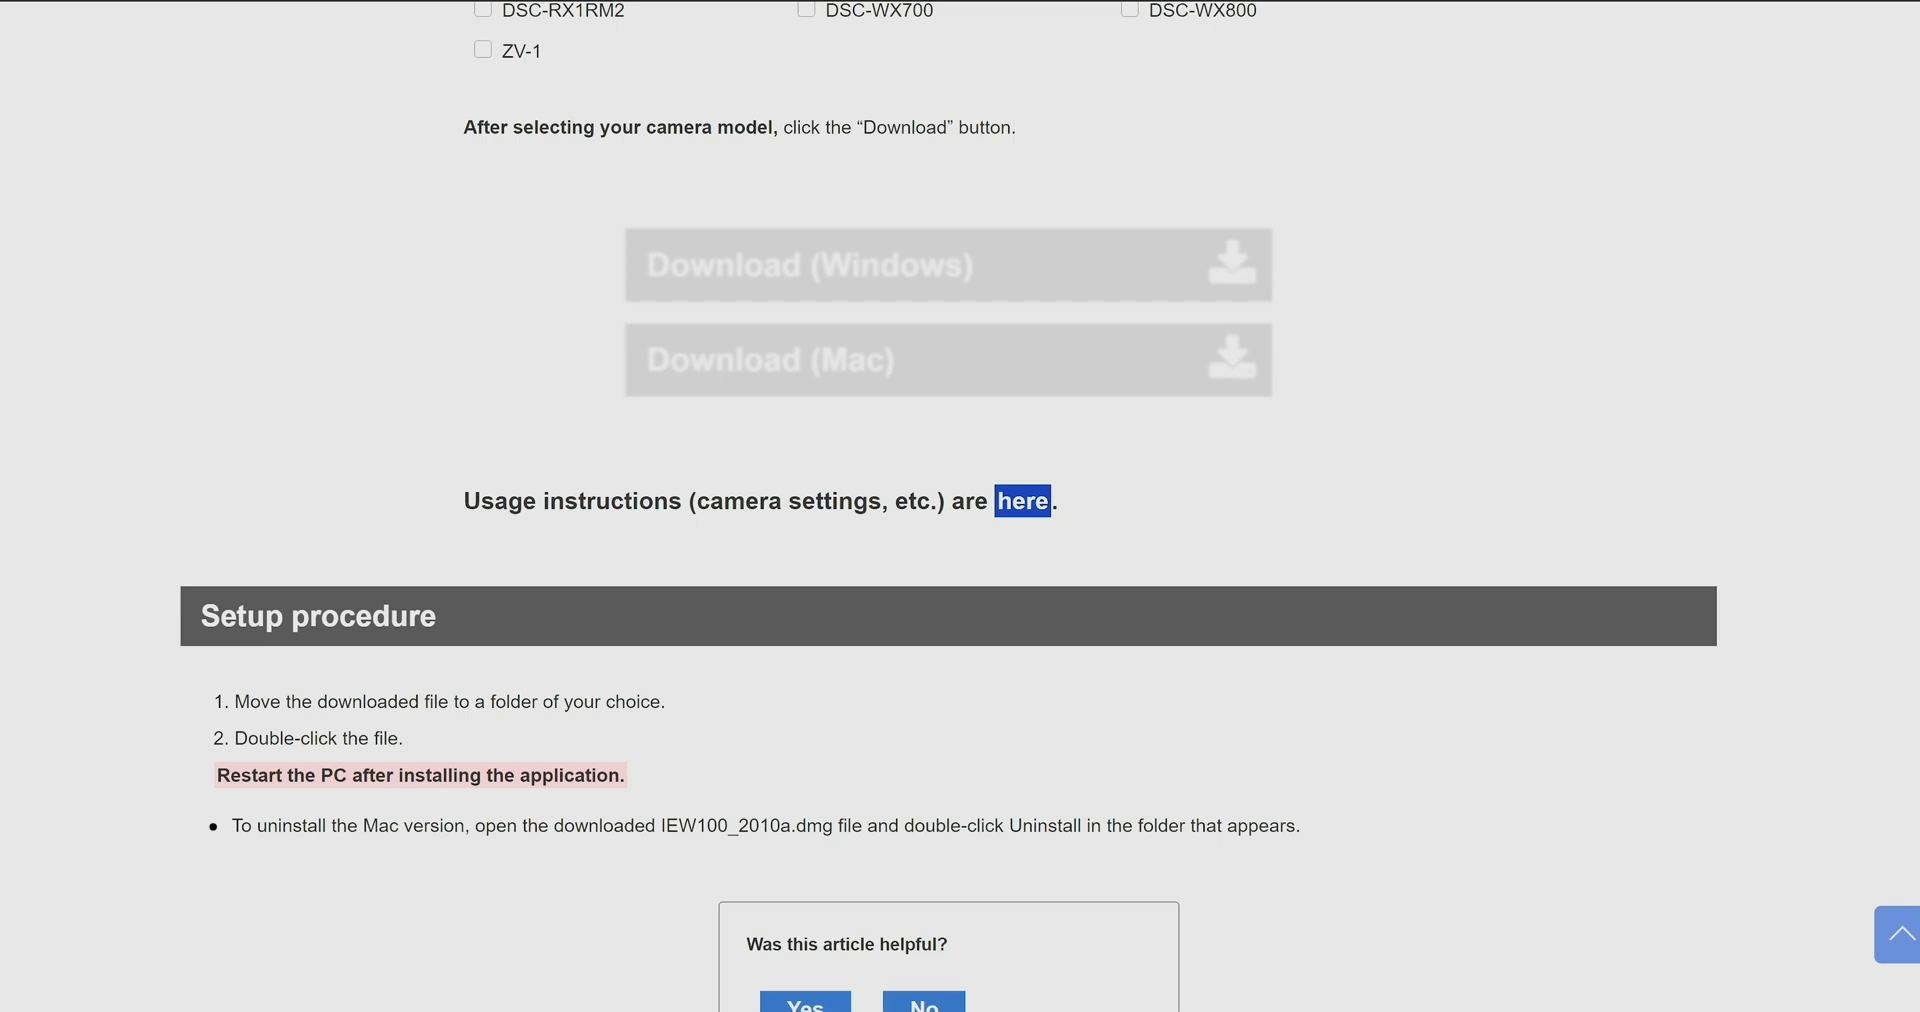 DSC-RX1RM2 DSC-WX700 DSC-WX800
ZV-1
After selecting your camera model, click the “Download” button.
Download (Windows)
Download (Mac)
Usage instructions (camera settings, etc.) are here.
Setup procedure
1. Move the downloaded file to a folder of your choice.
2. Double-click the file.
Restart the PC after installing the application.
• To uninstall the Mac version, open the downloaded IEW100_2010a.dmg file and double-click Uninstall in the folder that appears.
Was this article helpful?
Yes No